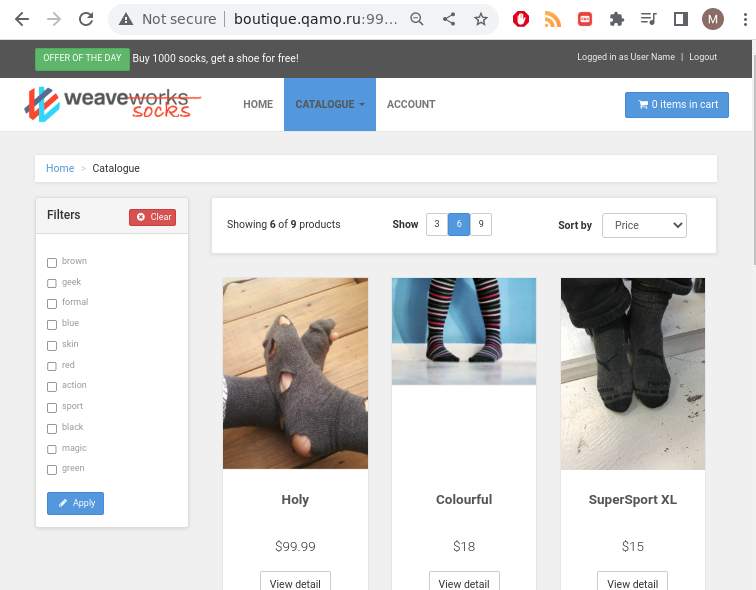 Not secure boutique.qamo.ru:99...
M
OFFER OF THE DAY Buy 1000 socks, get a shoe for free!
Logged in as User Name | Logout
weaveworks
socks
HOME CATALOGUE ACCOUNT
0 items in cart
Home > Catalogue
Filters
Clear
brown
geek
formal
blue
skin
red
action
sport
black
magic
green
Apply
Showing 6 of 9 products
Show 3 6 9
Sort by Price
Holy
$99.99
View detail
Colourful
$18
View detail
SuperSport XL
$15
View detail